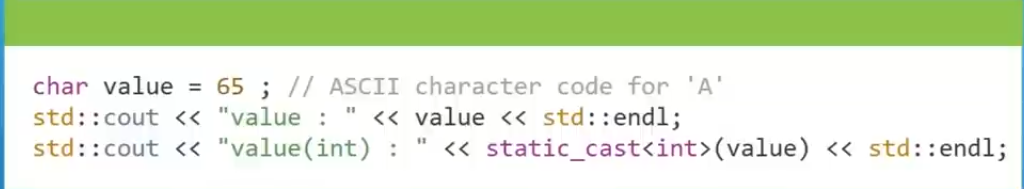 char value = 65 ; // ASCII character code for 'A'
std::cout << "value : " << value << std::endl;
std::cout << "value(int) : " << static_cast<int>(value) << std::endl;